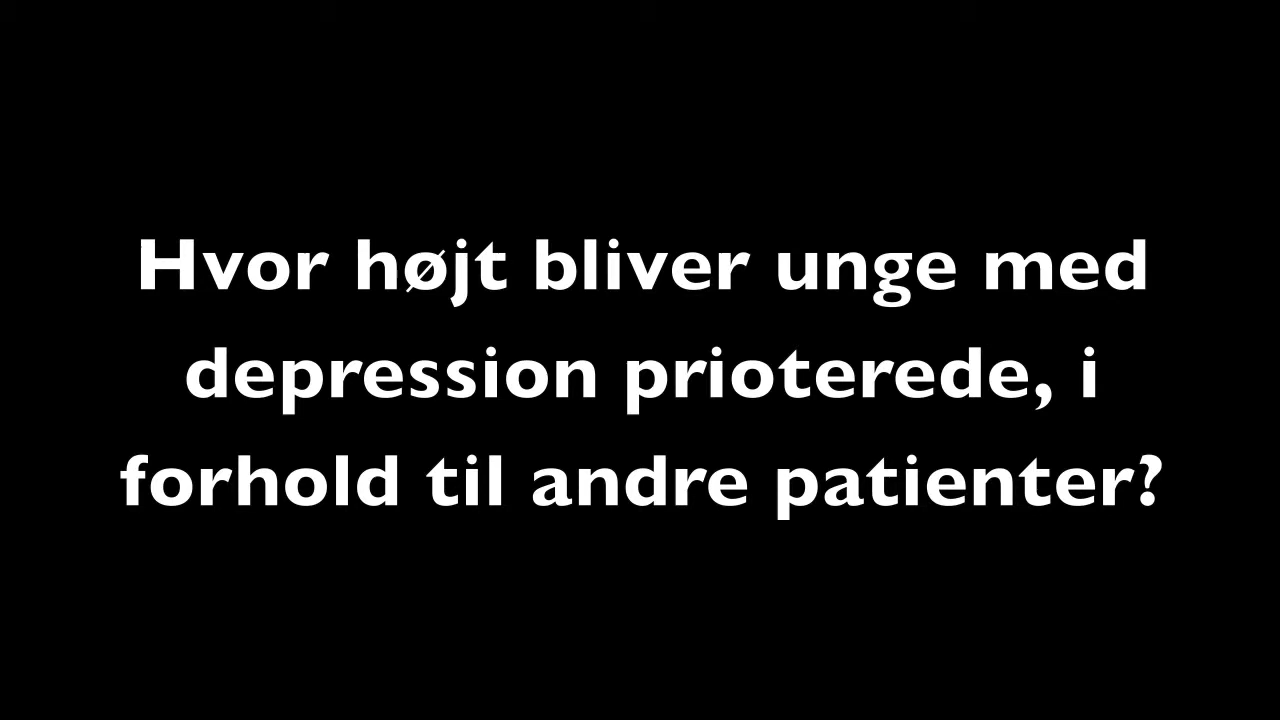 Hvor højt bliver unge med
depression prioterede, i
forhold til andre patienter?